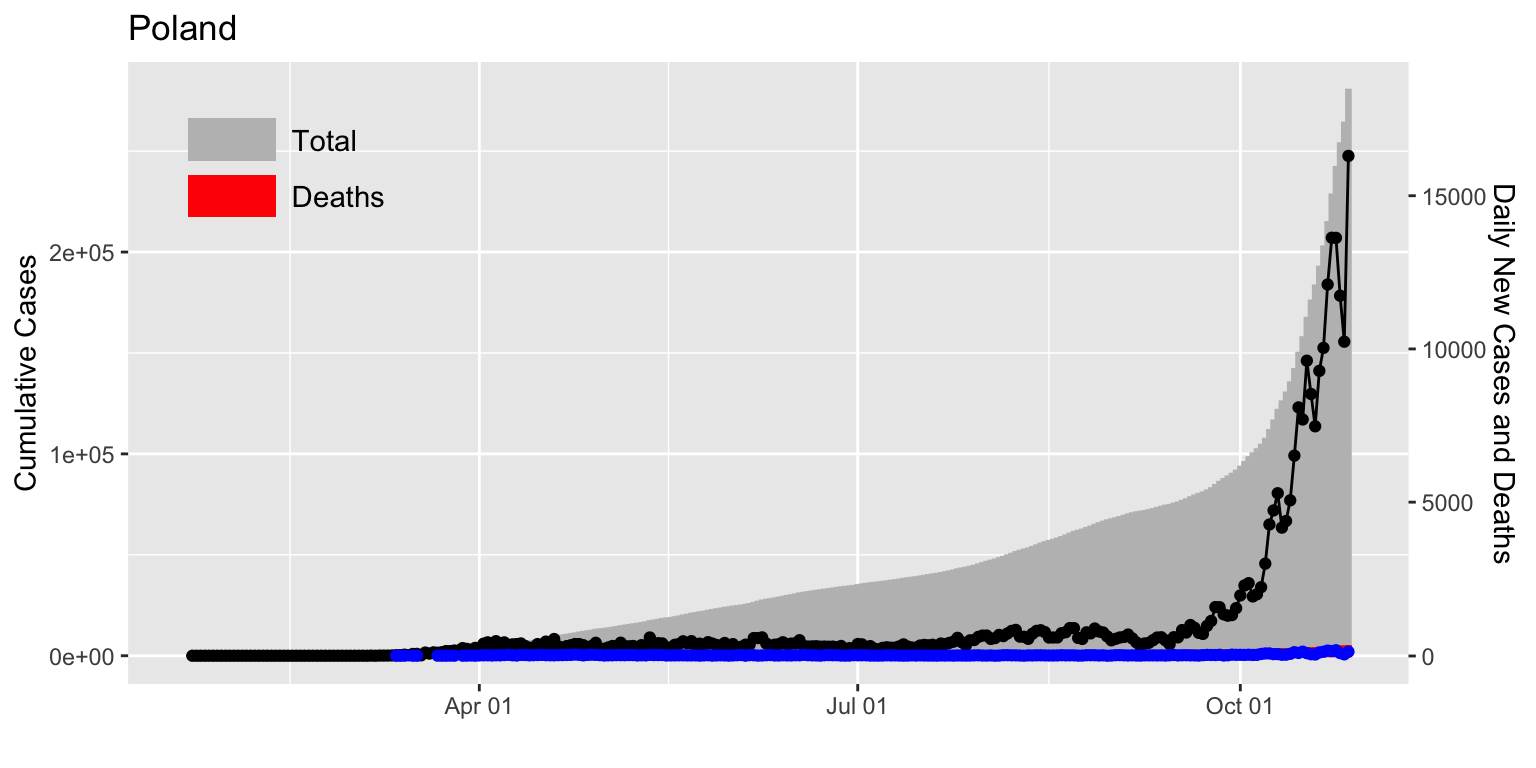 Poland
Total
Deaths
Cumulative Cases
2e+05
1e+05
0e+00
15000
10000
5000
0
Daily New Cases and Deaths
Apr 01
Jul 01
Oct 01